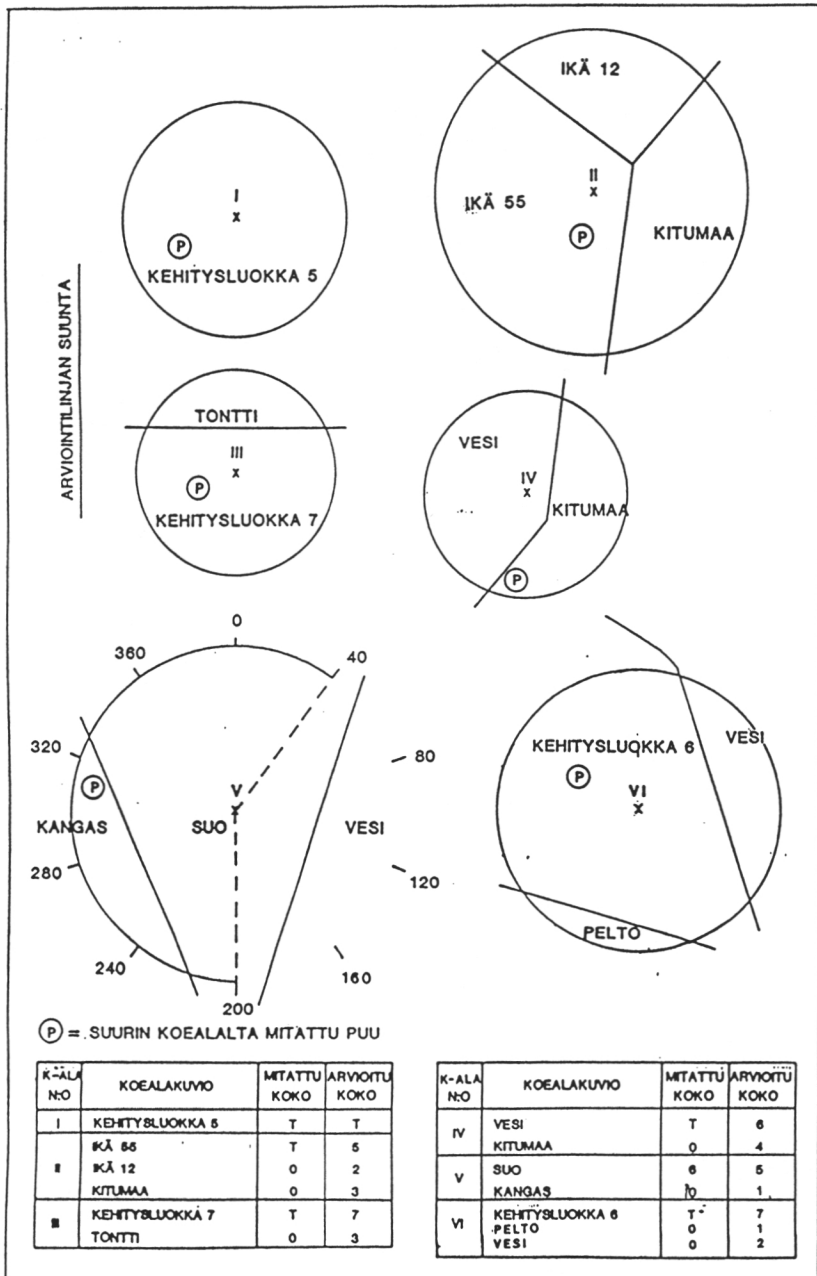 ARVIOINTILINJAN SUUNTA
I
x
P
KEHITYSLUOKKA 5
IKÄ 12
II
x
IKÄ 55
P
KITUMAA
TONTTI
III
x
P
KEHITYSLUOKKA 7
VESI
IV
x
KITUMAA
P
0
40
80
120
160
200
240
280
320
360
P
KANGAS
V
x
SUO
VESI
KEHITYSLUOKKA 6
P
VI
x
VESI
PELTO
P = SUURIN KOEALALTA MITATTU PUU
K-ALA N:O KOEALAKUVIO MITATTU KOKO ARVIOITU KOKO
I KEHITYSLUOKKA 5 T T
II IKÄ 55 T 5
IKÄ 12 0 2
KITUMAA 0 3
III KEHITYSLUOKKA 7 T 7
TONTTI 0 3
K-ALA N:O KOEALAKUVIO MITATTU KOKO ARVIOITU KOKO
IV VESI T 6
KITUMAA 0 4
V SUO 6 5
KANGAS 0 1
VI KEHITYSLUOKKA 6 T 7
PELTO 0 1
VESI 0 2